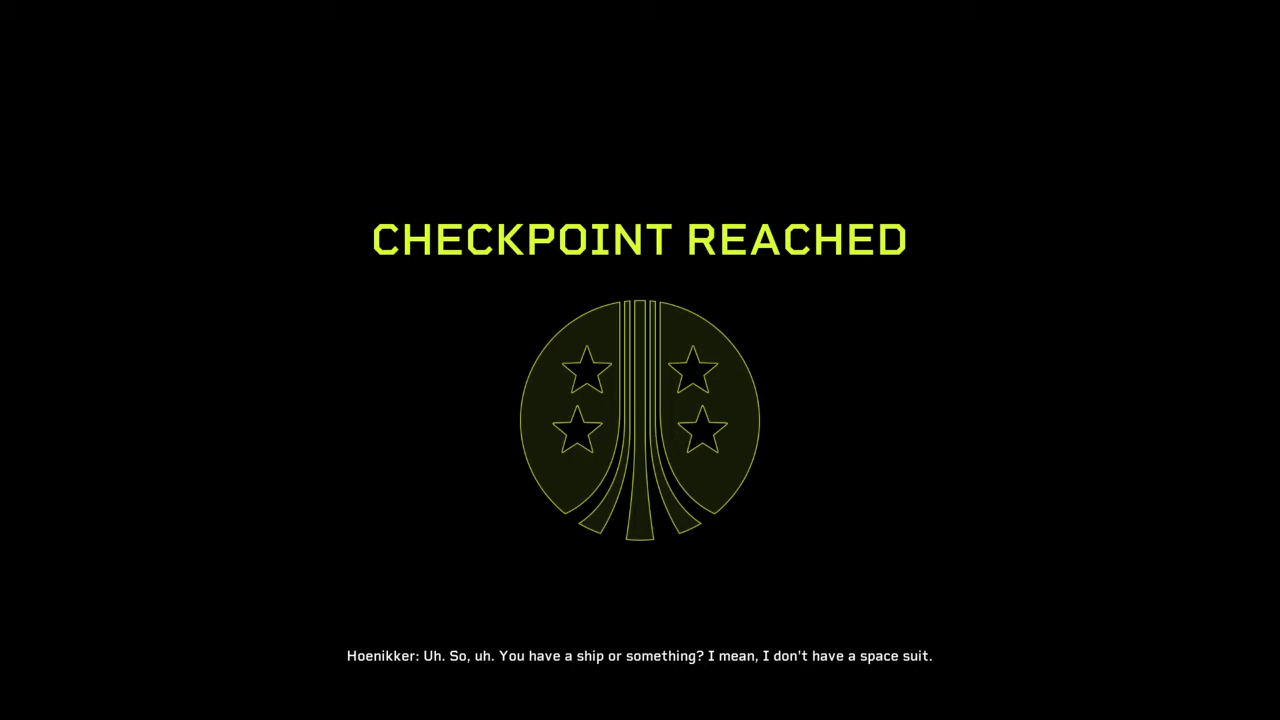 CHECKPOINT REACHED
Hoenikker: Uh. So, uh. You have a ship or something? I mean, I don't have a space suit.